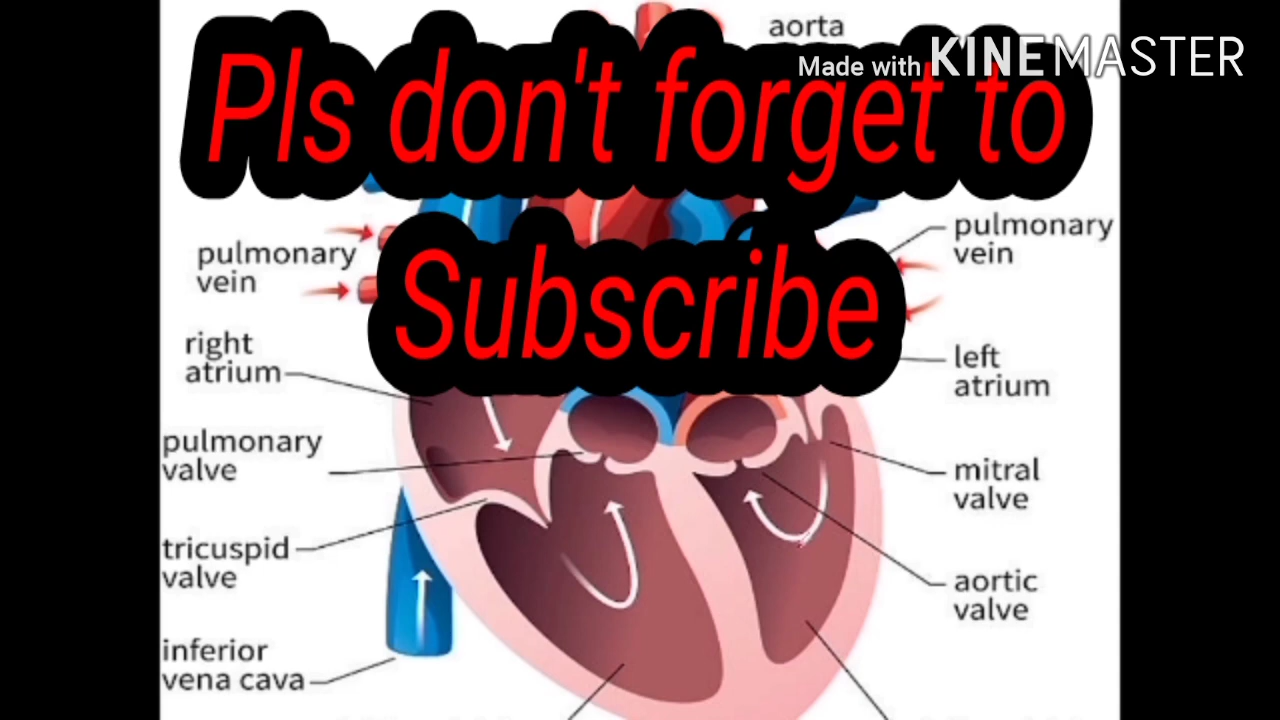 aorta
Made with KINEMASTER
Pls don't forget to
Subscribe
pulmonary
vein
right
atrium
pulmonary
valve
tricuspid
valve
inferior
vena cava
pulmonary
vein
left
atrium
mitral
valve
aortic
valve